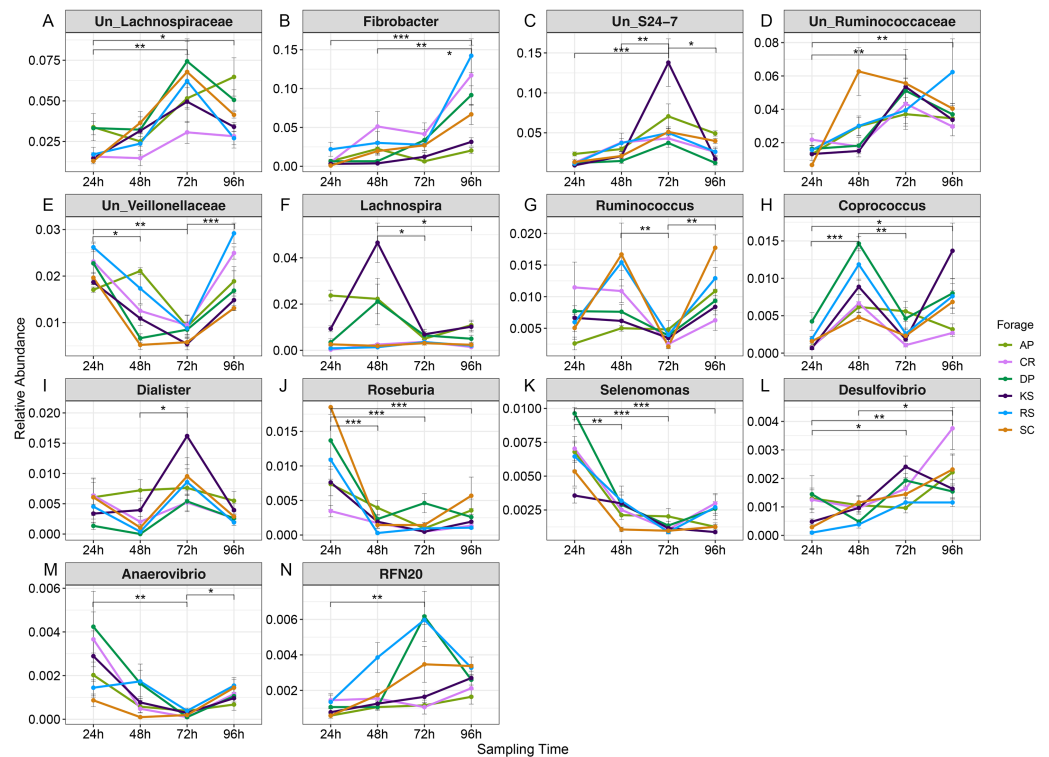 A Un_Lachnospiraceae
B Fibrobacter
C Un_S24−7
D Un_Ruminococcaceae
* ** 0.075 0.050 0.025 24h 48h 72h 96h
*** ** * 0.15 0.10 0.05 0.00 24h 48h 72h 96h
** *** * 0.15 0.10 0.05 24h 48h 72h 96h
** ** 0.08 0.06 0.04 0.02 24h 48h 72h 96h
E Un_Veillonellaceae
F Lachnospira
G Ruminococcus
H Coprococcus
** * *** 0.03 0.02 0.01 24h 48h 72h 96h
* * 0.04 0.02 0.00 24h 48h 72h 96h
** ** 0.020 0.015 0.010 0.005 24h 48h 72h 96h
* ** *** 0.015 0.010 0.005 0.000 24h 48h 72h 96h
I Dialister
J Roseburia
K Selenomonas
L Desulfovibrio
* 0.020 0.015 0.010 0.005 0.000 24h 48h 72h 96h
*** *** *** 0.015 0.010 0.005 0.000 24h 48h 72h 96h
*** *** ** 0.0100 0.0075 0.0050 0.0025 24h 48h 72h 96h
* ** * 0.004 0.003 0.002 0.001 0.000 24h 48h 72h 96h
M Anaerovibrio
N RFN20
** * 0.006 0.004 0.002 0.000 24h 48h 72h 96h
** 0.006 0.004 0.002 24h 48h 72h 96h
Relative Abundance
Sampling Time
Forage
AP
CR
DP
KS
RS
SC